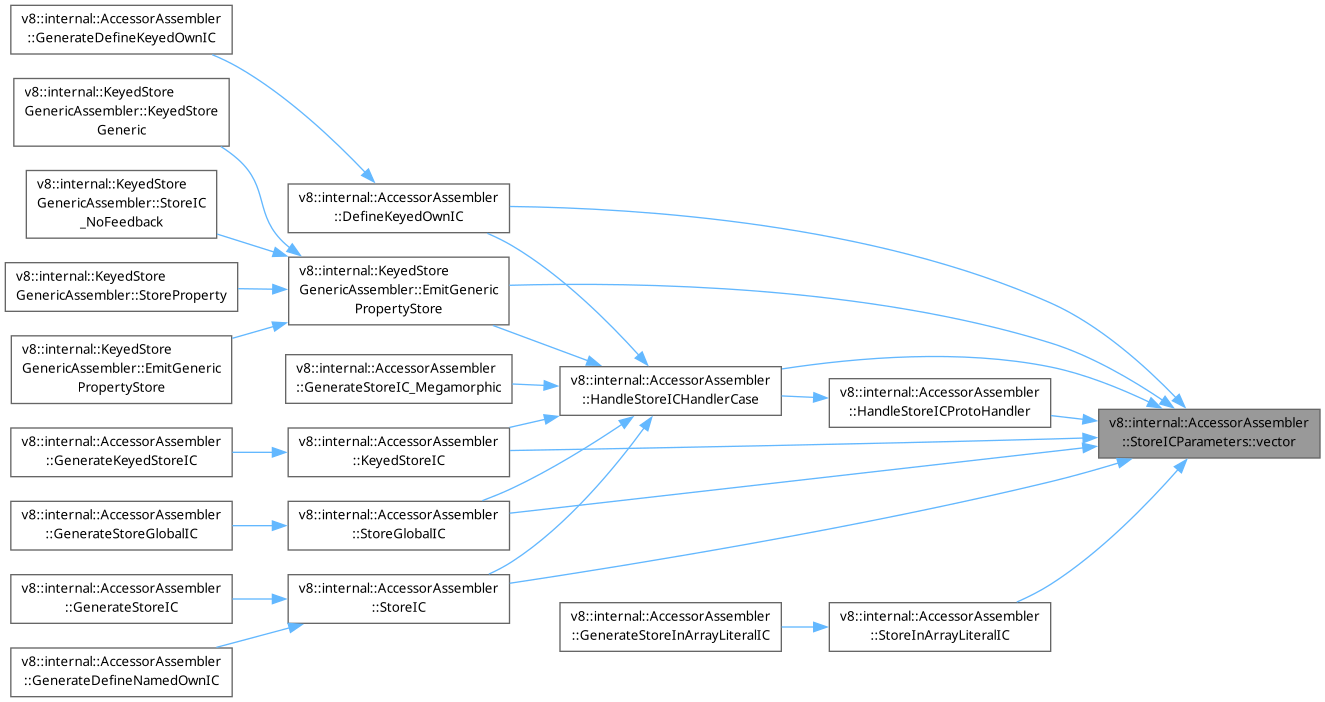 v8::internal::AccessorAssembler
::GenerateDefineKeyedOwnIC
v8::internal::KeyedStore
GenericAssembler::KeyedStore
Generic
v8::internal::KeyedStore
GenericAssembler::StoreIC
_NoFeedback
v8::internal::KeyedStore
GenericAssembler::StoreProperty
v8::internal::KeyedStore
GenericAssembler::EmitGeneric
PropertyStore
v8::internal::AccessorAssembler
::GenerateKeyedStoreIC
v8::internal::AccessorAssembler
::GenerateStoreGlobalIC
v8::internal::AccessorAssembler
::GenerateStoreIC
v8::internal::AccessorAssembler
::GenerateDefineNamedOwnIC
v8::internal::AccessorAssembler
::DefineKeyedOwnIC
v8::internal::KeyedStore
GenericAssembler::EmitGeneric
PropertyStore
v8::internal::AccessorAssembler
::GenerateStoreIC_Megamorphic
v8::internal::AccessorAssembler
::KeyedStoreIC
v8::internal::AccessorAssembler
::StoreGlobalIC
v8::internal::AccessorAssembler
::StoreIC
v8::internal::AccessorAssembler
::HandleStoreICHandlerCase
v8::internal::AccessorAssembler
::GenerateStoreInArrayLiteralIC
v8::internal::AccessorAssembler
::HandleStoreICProtoHandler
v8::internal::AccessorAssembler
::StoreInArrayLiteralIC
v8::internal::AccessorAssembler
::StoreICParameters::vector